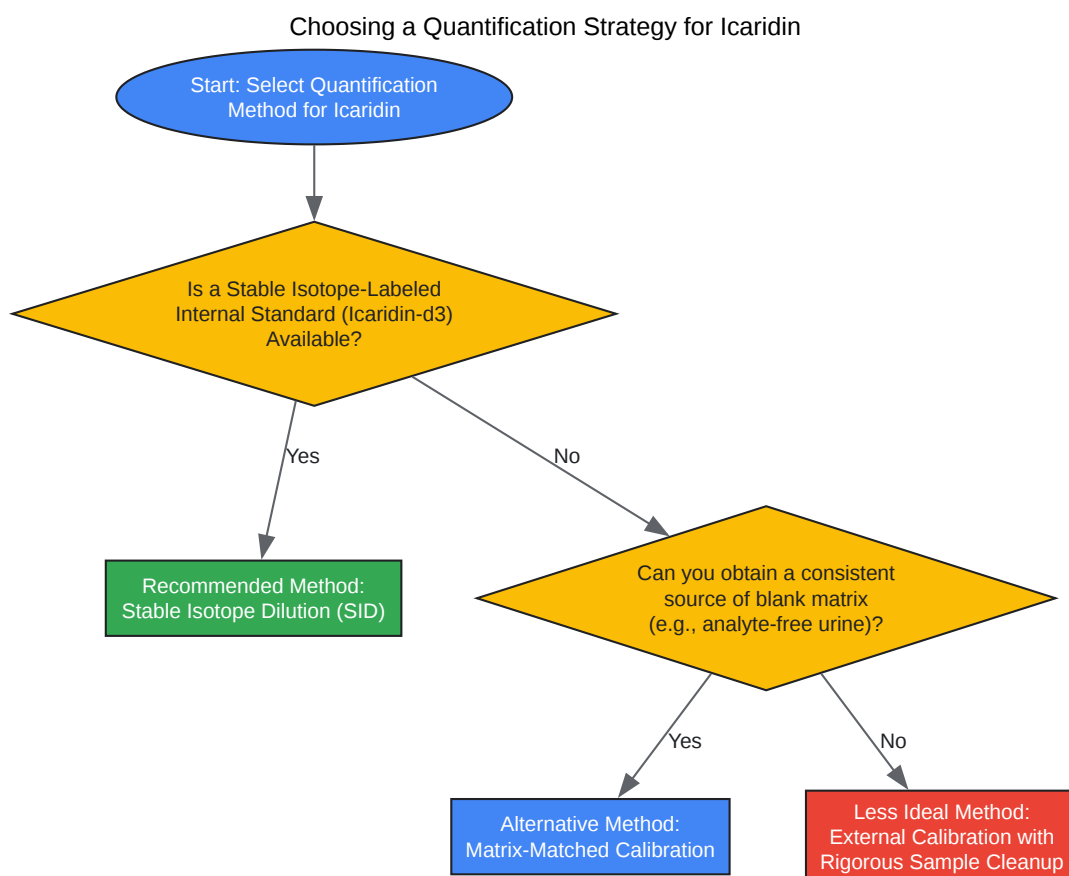 Choosing a Quantification Strategy for Icaridin
Start: Select Quantification
Method for Icaridin
Is a Stable Isotope-Labeled
Internal Standard (Icaridin-d3)
Available?
Yes
No
Recommended Method:
Stable Isotope Dilution (SID)
Can you obtain a consistent
source of blank matrix
(e.g., analyte-free urine)?
Yes
No
Alternative Method:
Matrix-Matched Calibration
Less Ideal Method:
External Calibration with
Rigorous Sample Cleanup